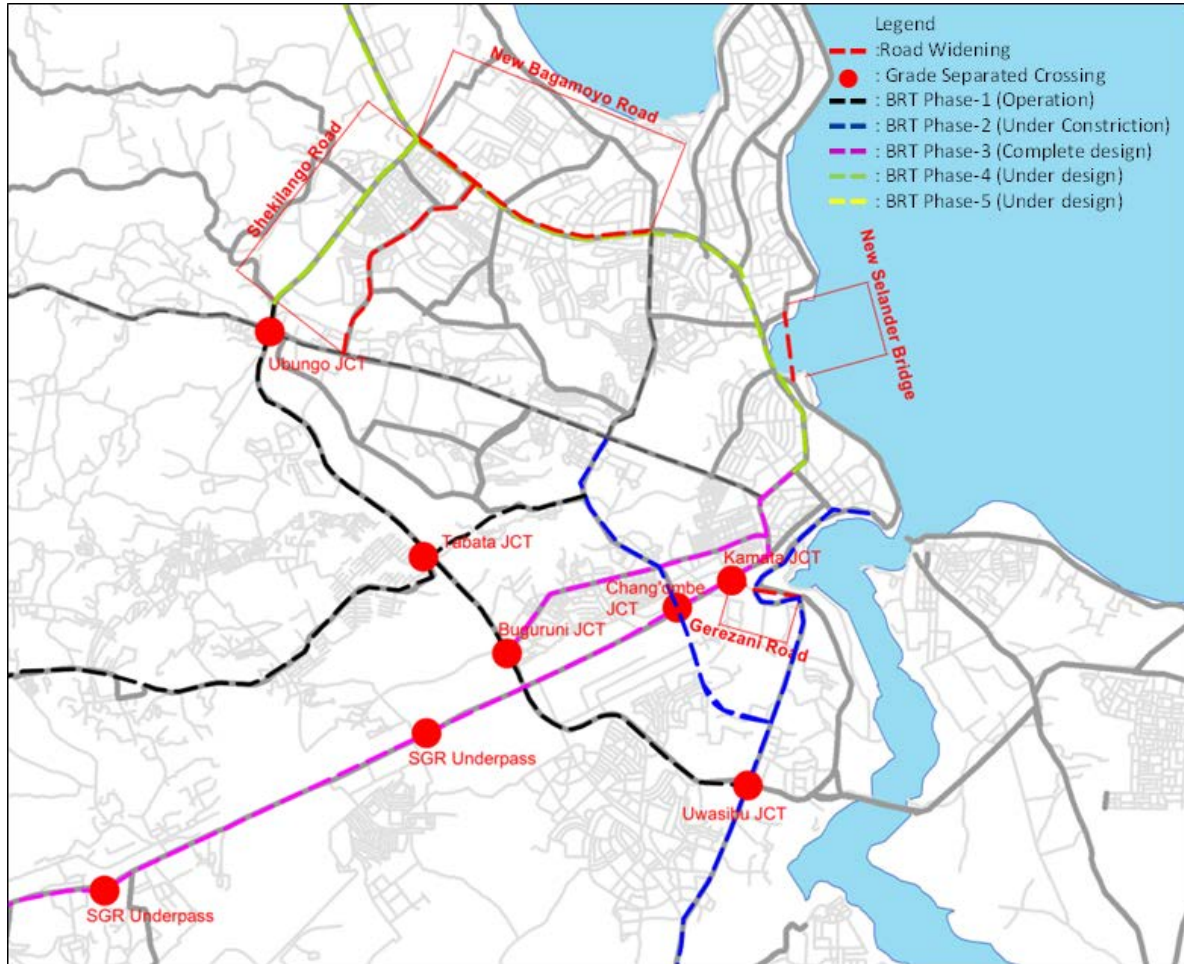 Legend
:Road Widening
: Grade Separated Crossing
: BRT Phase-1 (Operation)
: BRT Phase-2 (Under Constriction)
: BRT Phase-3 (Complete design)
: BRT Phase-4 (Under design)
: BRT Phase-5 (Under design)
New Bagamoyo Road
Shekilango Road
New Selander Bridge
Ubungo JCT
Tabata JCT
Kamata JCT
Chang'ombe
JCT
Buguruni JCT
Gerezani Road
SGR Underpass
Uwasibu JCT
SGR Underpass